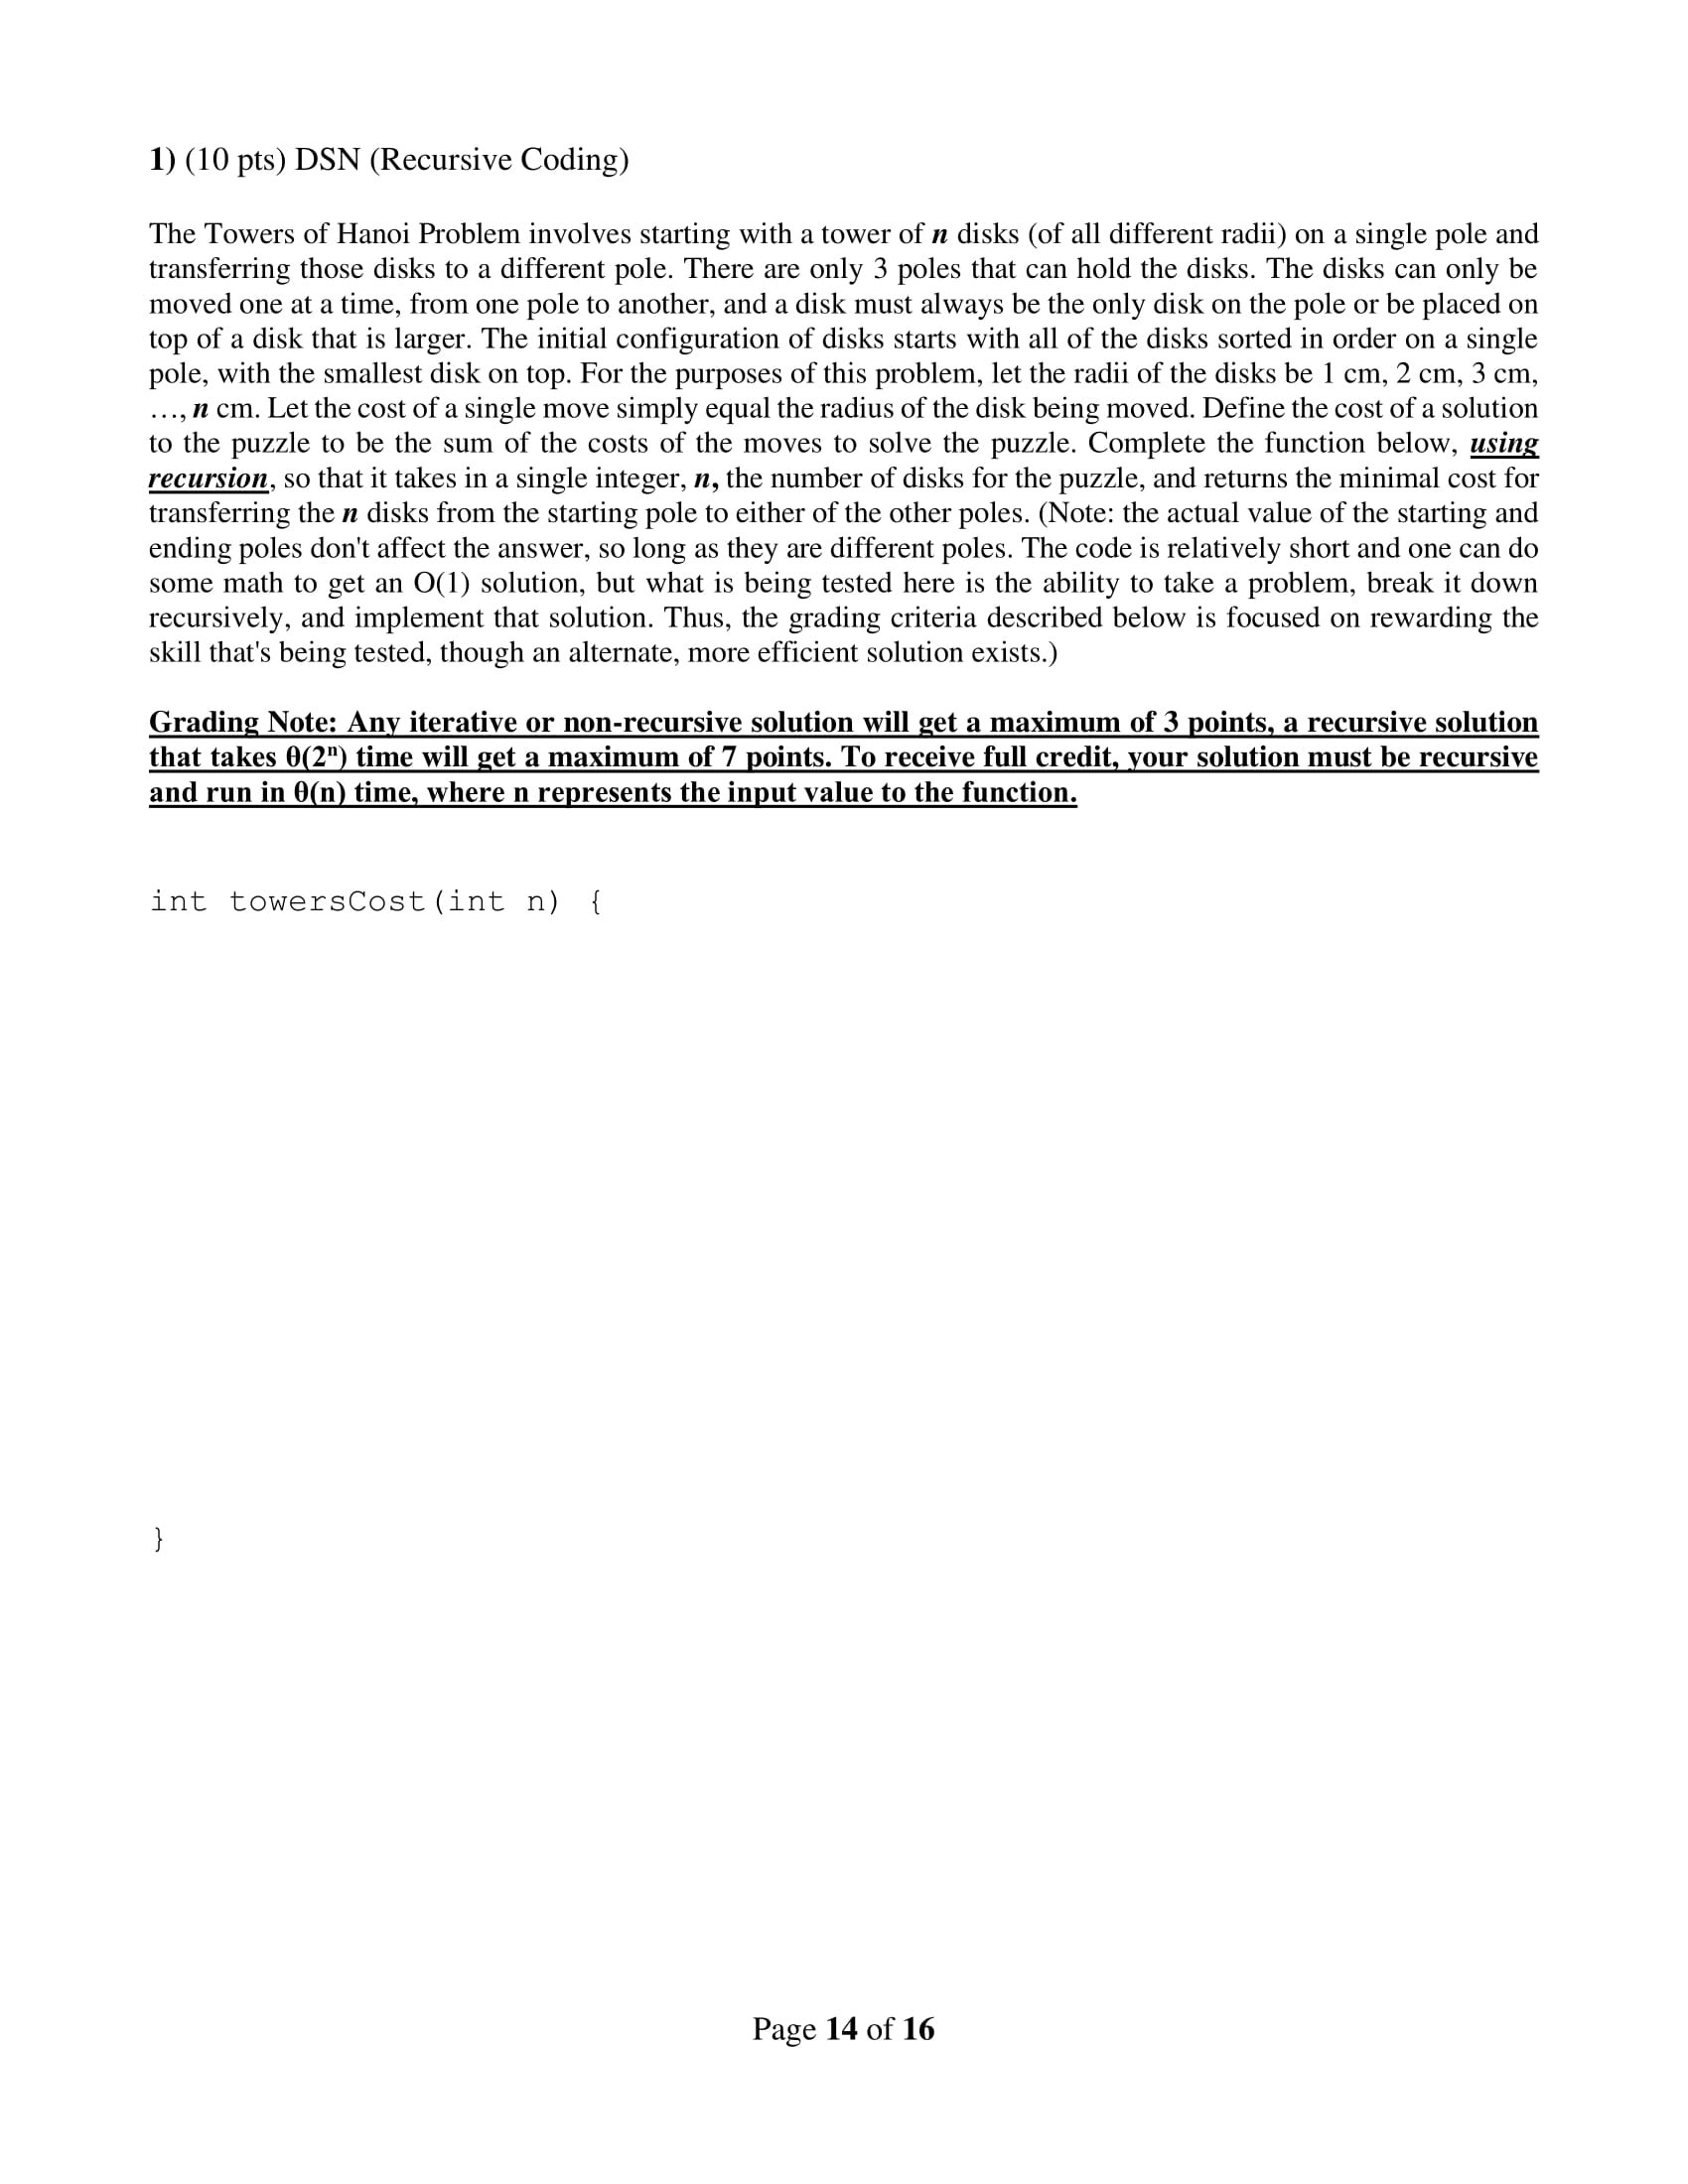 1) (10 pts) DSN (Recursive Coding)
The Towers of Hanoi Problem involves starting with a tower of n disks (of all different radii) on a single pole and
transferring those disks to a different pole. There are only 3 poles that can hold the disks. The disks can only be
moved one at a time, from one pole to another, and a disk must always be the only disk on the pole or be placed on
top of a disk that is larger. The initial configuration of disks starts with all of the disks sorted in order on a single
pole, with the smallest disk on top. For the purposes of this problem, let the radii of the disks be 1 cm, 2 cm, 3 cm,
…, n cm. Let the cost of a single move simply equal the radius of the disk being moved. Define the cost of a solution
to the puzzle to be the sum of the costs of the moves to solve the puzzle. Complete the function below, using
recursion, so that it takes in a single integer, n, the number of disks for the puzzle, and returns the minimal cost for
transferring the n disks from the starting pole to either of the other poles. (Note: the actual value of the starting and
ending poles don't affect the answer, so long as they are different poles. The code is relatively short and one can do
some math to get an O(1) solution, but what is being tested here is the ability to take a problem, break it down
recursively, and implement that solution. Thus, the grading criteria described below is focused on rewarding the
skill that's being tested, though an alternate, more efficient solution exists.)
Grading Note: Any iterative or non-recursive solution will get a maximum of 3 points, a recursive solution
that takes θ(2ⁿ) time will get a maximum of 7 points. To receive full credit, your solution must be recursive
and run in θ(n) time, where n represents the input value to the function.
int towersCost(int n) {
}
Page 14 of 16